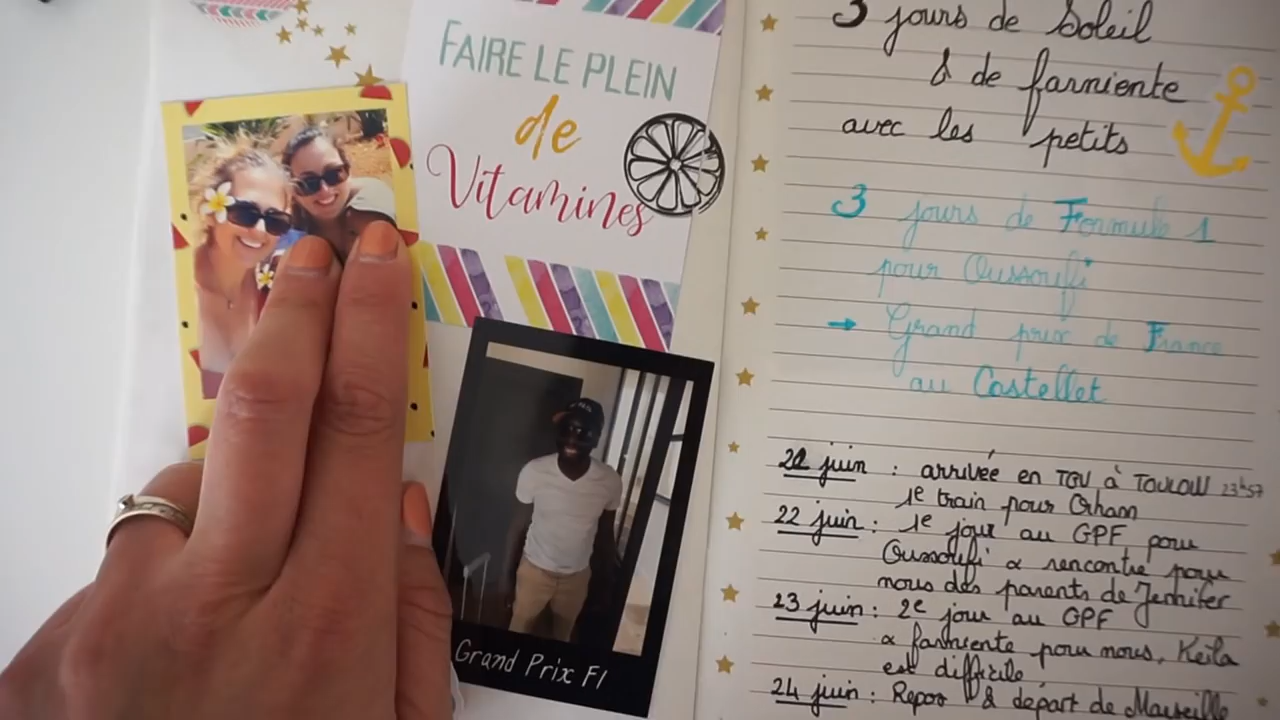 FAIRE LE PLEIN
de
Vitamines
Grand Prix F1
3 jours de Soleil
& de farniente
avec les petits
3 jours de Formule 1
pour Oussoufi
→ Grand prix de France
au Castellet
21 juin : arrivée en TGV à TOULON 23h57
1e train pour Orham
22 juin : 1e jour au GPF pour
Oussoufi & rencontre pour
nous des parents de Jennifer
23 juin : 2e jour au GPF
& farniente pour nous, Keila
est difficile
24 juin : Repos & départ de Marseille